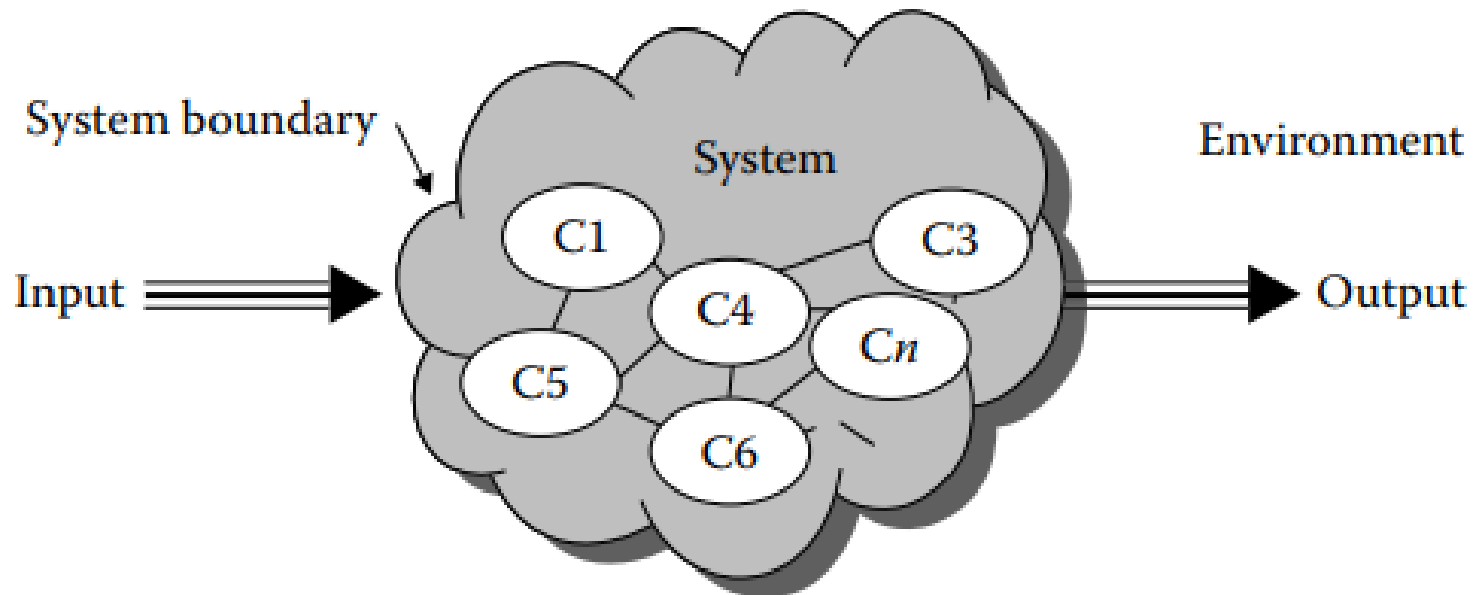 System boundary
System
Environment
C1
C3
Input
C4
Output
Cn
C5
C6